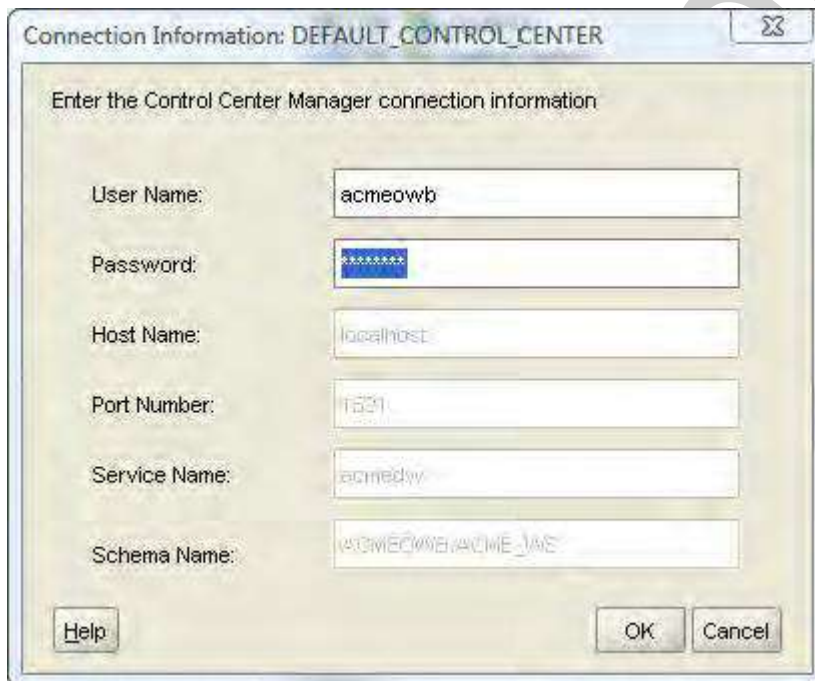 Connection Information: DEFAULT_CONTROL_CENTER
Enter the Control Center Manager connection information
User Name: acmeowb
Password: ********
Host Name: localhost
Port Number: 1521
Service Name: acmedw
Schema Name:
Help OK Cancel